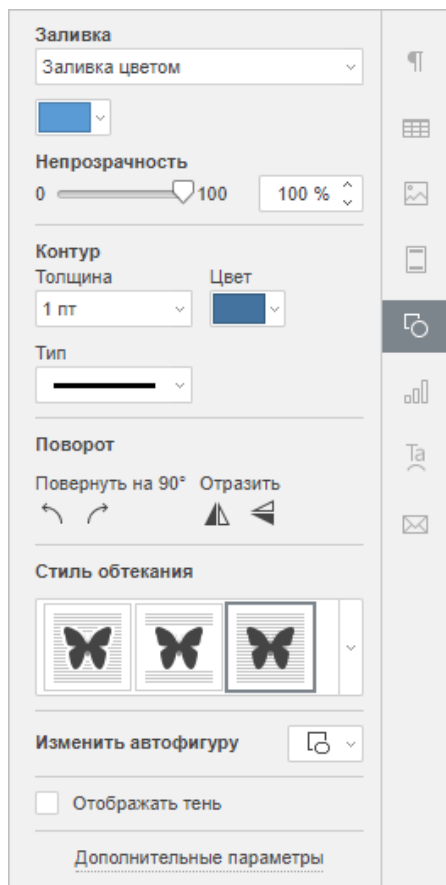 Заливка
Заливка цветом
Непрозрачность
0 100 100 %
Контур
Толщина Цвет
1 пт
Тип
Поворот
Повернуть на 90° Отразить
Стиль обтекания
Изменить автофигуру
Отображать тень
Дополнительные параметры
Ta